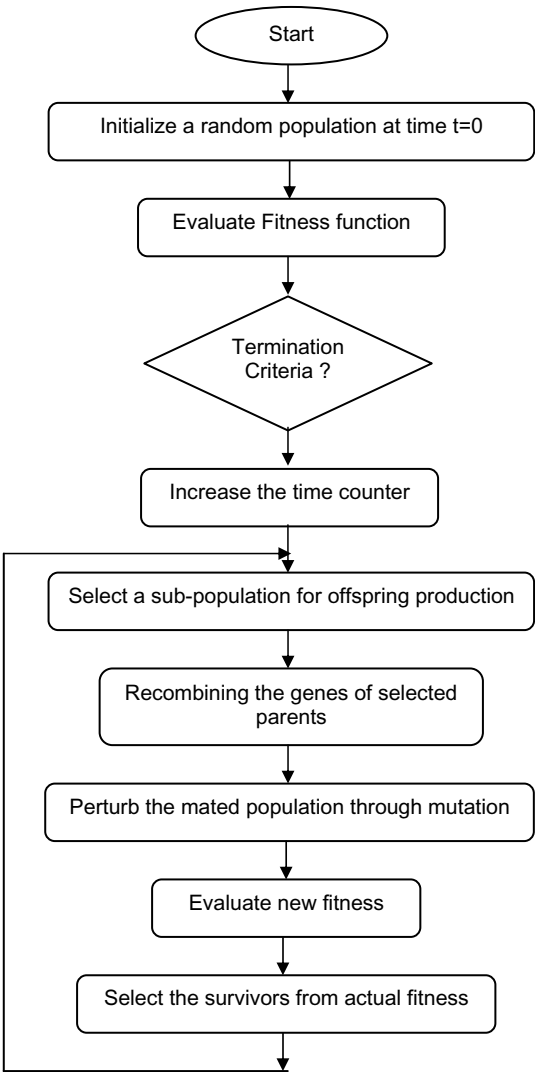 Start
Initialize a random population at time t=0
Evaluate Fitness function
Termination
Criteria ?
Increase the time counter
Select a sub-population for offspring production
Recombining the genes of selected
parents
Perturb the mated population through mutation
Evaluate new fitness
Select the survivors from actual fitness